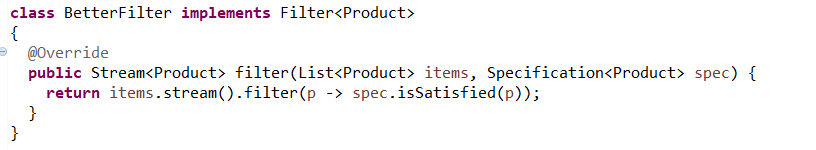 class BetterFilter implements Filter<Product>
{
  @Override
  public Stream<Product> filter(List<Product> items, Specification<Product> spec) {
    return items.stream().filter(p -> spec.isSatisfied(p));
  }
}